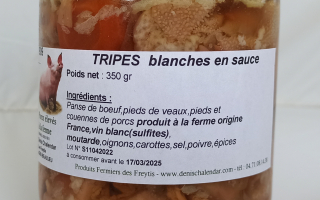 TRIPES blanches en sauce
Poids net : 350 gr
Ingrédients :
Panse de boeuf,pieds de veaux,pieds et
couennes de porcs produit à la ferme origine
France,vin blanc(sulfites),
moutarde,oignons,carottes,sel,poivre,épices
Lot N° S11042022
à consommer avant le 17/03/2025
Produits Fermiers des Freytis - www.denischalendar.com